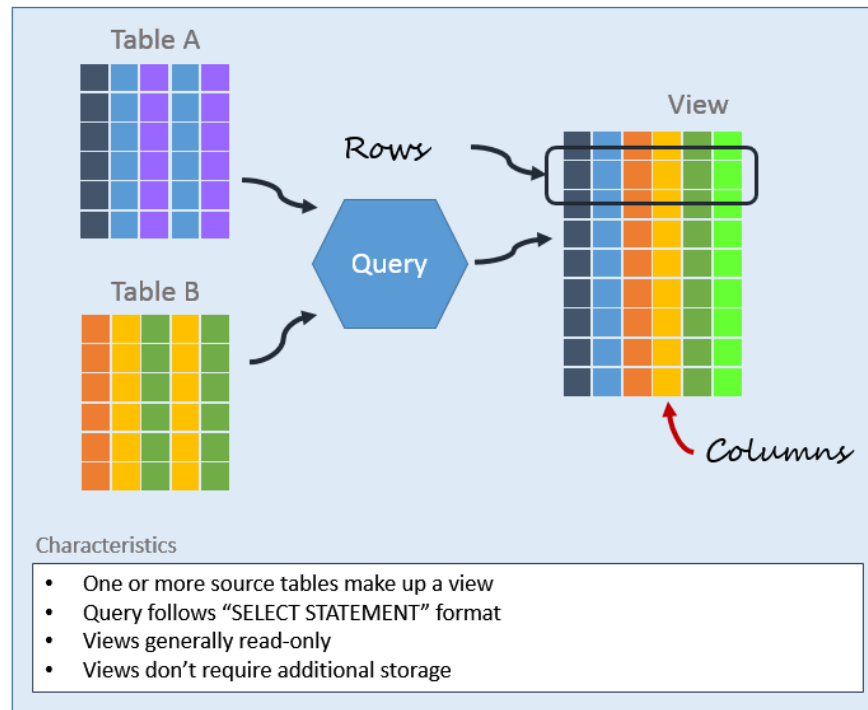 Table A
View
Rows
Query
Table B
Columns
Characteristics
• One or more source tables make up a view
• Query follows “SELECT STATEMENT” format
• Views generally read-only
• Views don’t require additional storage